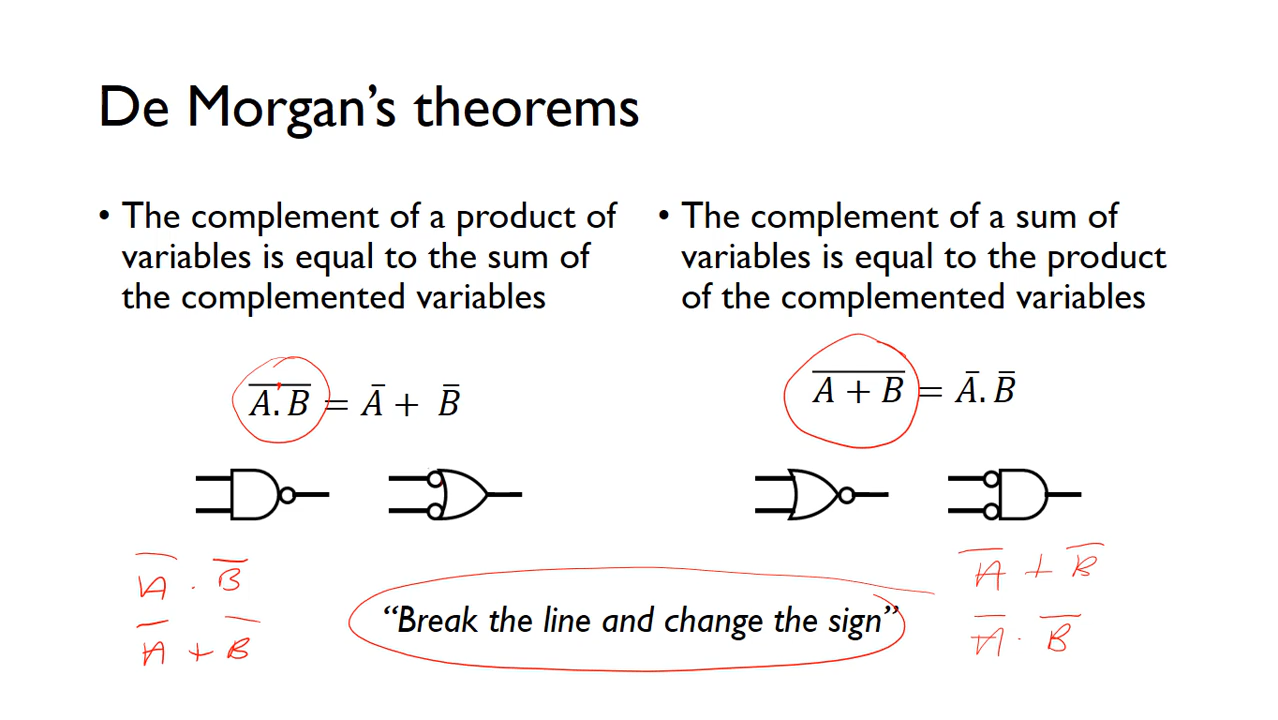 De Morgan’s theorems
• The complement of a product of
variables is equal to the sum of
the complemented variables
A̅.̅B̅ = A̅ + B̅
• The complement of a sum of
variables is equal to the product
of the complemented variables
A̅ ̅+̅ ̅B̅ = A̅.B̅
A̅ . B̅
A̅ + B̅
“Break the line and change the sign”
A̅ + B̅
A̅ . B̅